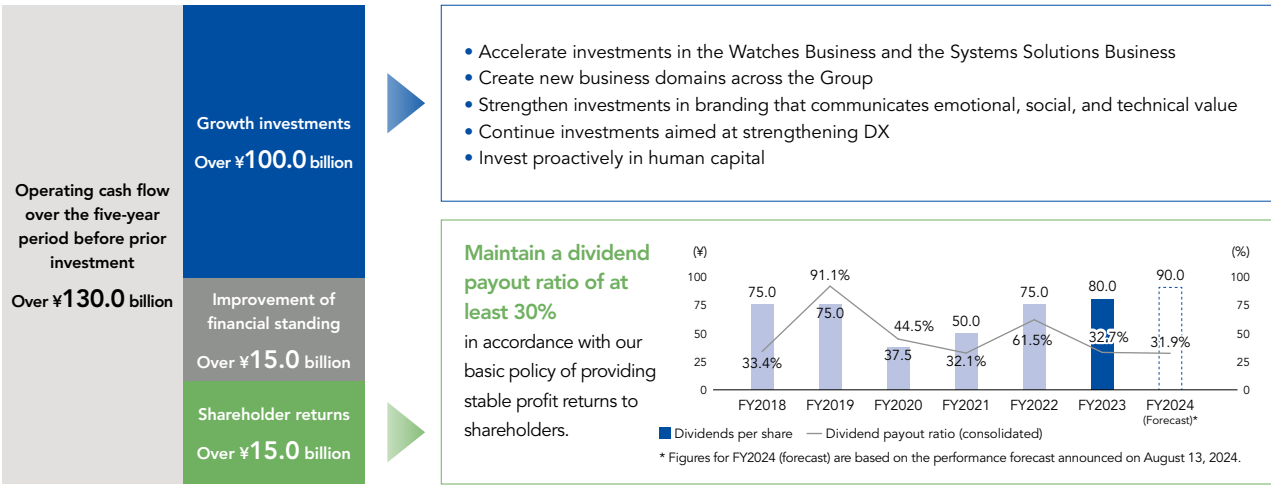 Operating cash flow
over the five-year
period before prior
investment
Over ¥130.0 billion
Growth investments
Over ¥100.0 billion
Improvement of
financial standing
Over ¥15.0 billion
Shareholder returns
Over ¥15.0 billion
• Accelerate investments in the Watches Business and the Systems Solutions Business
• Create new business domains across the Group
• Strengthen investments in branding that communicates emotional, social, and technical value
• Continue investments aimed at strengthening DX
• Invest proactively in human capital
Maintain a dividend
payout ratio of at
least 30%
in accordance with our
basic policy of providing
stable profit returns to
shareholders.
(¥) (%)
100 100
75 75
50 50
25 25
0 0
75.0 75.0 37.5 50.0 75.0 80.0 90.0
33.4% 91.1% 44.5% 32.1% 61.5% 32.7% 31.9%
FY2018 FY2019 FY2020 FY2021 FY2022 FY2023 FY2024
(Forecast)*
Dividends per share Dividend payout ratio (consolidated)
* Figures for FY2024 (forecast) are based on the performance forecast announced on August 13, 2024.